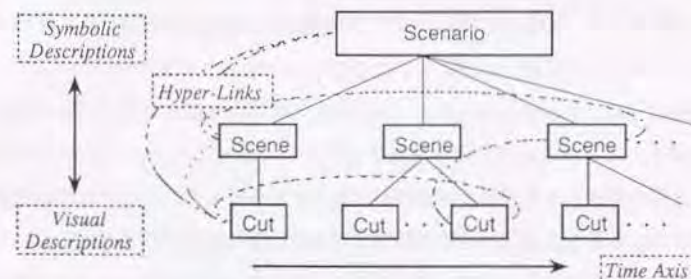 Symbolic
Descriptions
Scenario
Hyper-Links
Scene
Scene
Scene
. . .
Visual
Descriptions
Cut
Cut
. . .
Cut
Cut
. . .
Time Axis